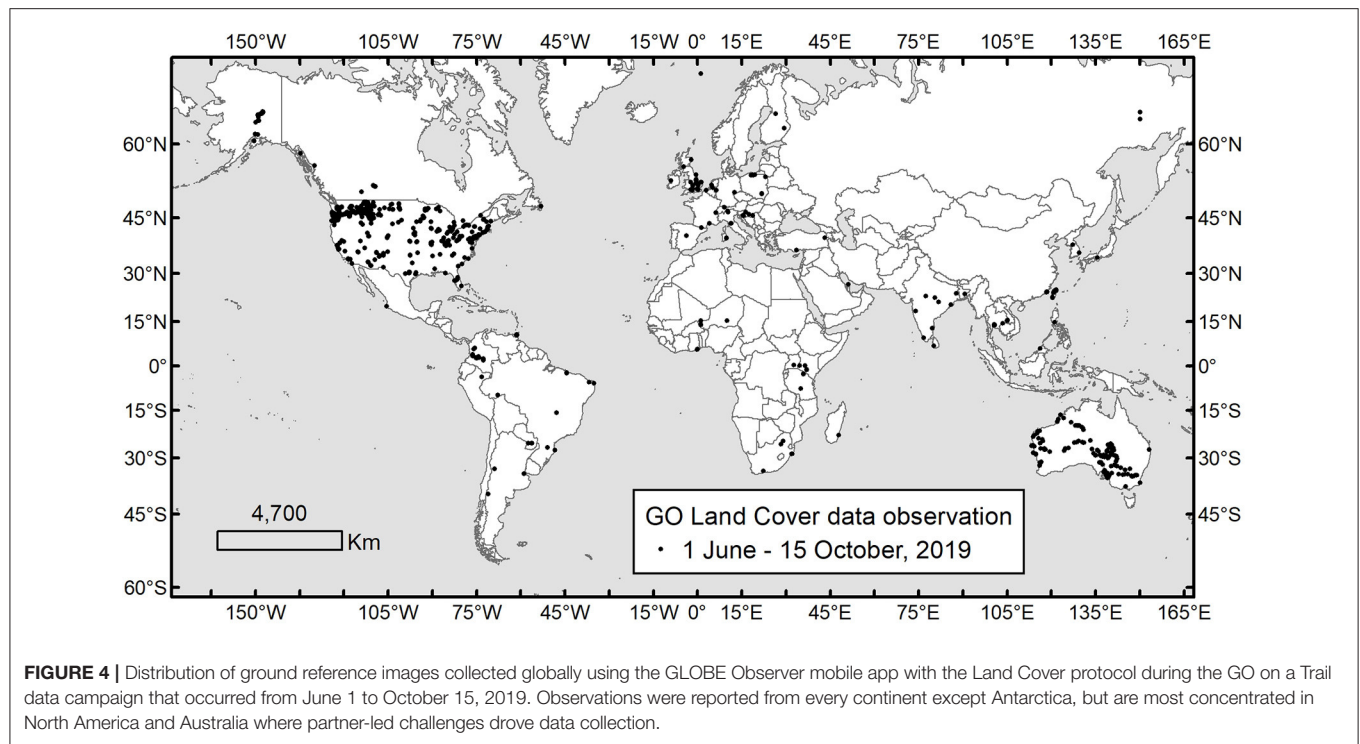 150°W 105°W 75°W 45°W 15°W 0° 15°E 45°E 75°E 105°E 135°E 165°E
60°N 60°N
45°N 45°N
30°N 30°N
15°N 15°N
0° 0°
15°S 15°S
30°S 30°S
45°S 45°S
60°S 60°S
4,700
Km
GO Land Cover data observation
• 1 June - 15 October, 2019
150°W 105°W 75°W 45°W 15°W 0° 15°E 45°E 75°E 105°E 135°E 165°E
FIGURE 4 | Distribution of ground reference images collected globally using the GLOBE Observer mobile app with the Land Cover protocol during the GO on a Trail
data campaign that occurred from June 1 to October 15, 2019. Observations were reported from every continent except Antarctica, but are most concentrated in
North America and Australia where partner-led challenges drove data collection.